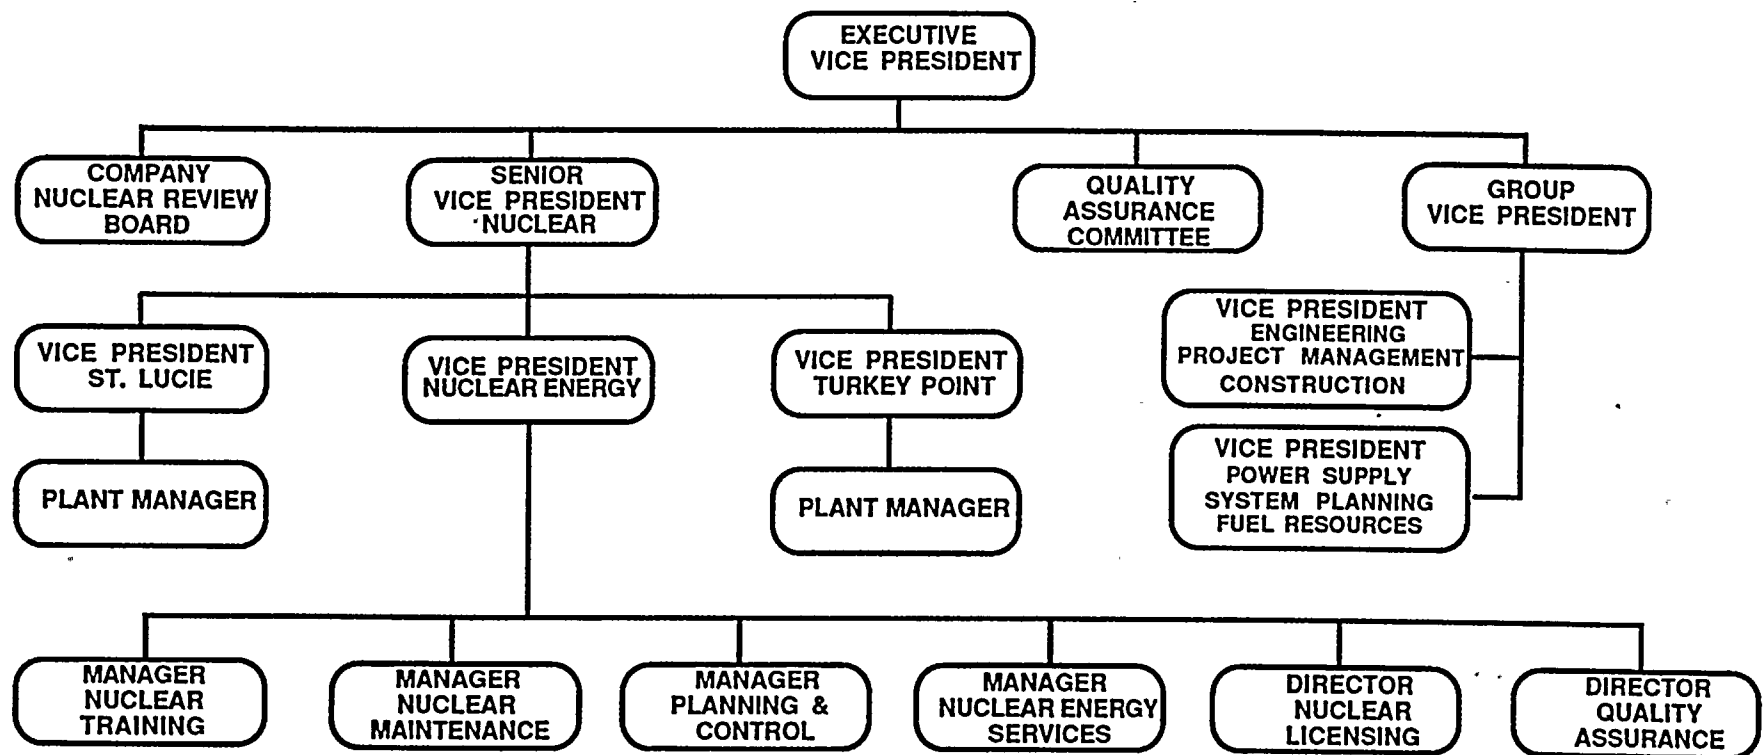 EXECUTIVE
VICE PRESIDENT
COMPANY
NUCLEAR REVIEW
BOARD
SENIOR
VICE PRESIDENT
NUCLEAR
QUALITY
ASSURANCE
COMMITTEE
GROUP
VICE PRESIDENT
VICE PRESIDENT
ST. LUCIE
VICE PRESIDENT
NUCLEAR ENERGY
VICE PRESIDENT
TURKEY POINT
VICE PRESIDENT
ENGINEERING
PROJECT MANAGEMENT
CONSTRUCTION
PLANT MANAGER
PLANT MANAGER
VICE PRESIDENT
POWER SUPPLY
SYSTEM PLANNING
FUEL RESOURCES
MANAGER
NUCLEAR
TRAINING
MANAGER
NUCLEAR
MAINTENANCE
MANAGER
PLANNING &
CONTROL
MANAGER
NUCLEAR ENERGY
SERVICES
DIRECTOR
NUCLEAR
LICENSING
DIRECTOR
QUALITY
ASSURANCE